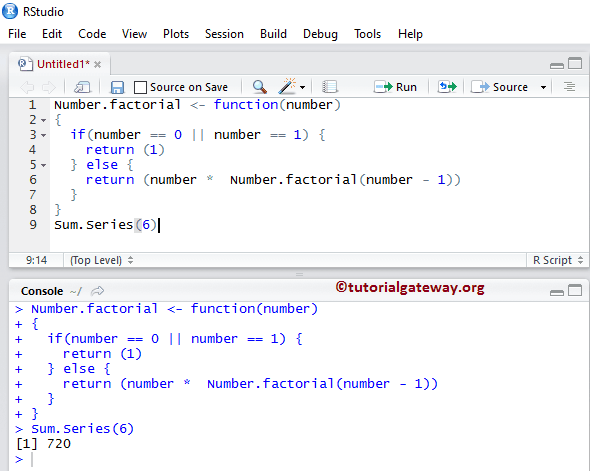 RStudio
File Edit Code View Plots Session Build Debug Tools Help
Untitled1* ×
Source on Save Run Source
1 Number.factorial <- function(number)
2 {
3   if(number == 0 || number == 1) {
4     return (1)
5   } else {
6     return (number *  Number.factorial(number - 1))
7   }
8 }
9 Sum.Series(6)
9:14 (Top Level) R Script
Console ~/ ©tutorialgateway.org
> Number.factorial <- function(number)
+ {
+   if(number == 0 || number == 1) {
+     return (1)
+   } else {
+     return (number *  Number.factorial(number - 1))
+   }
+ }
> Sum.Series(6)
[1] 720
>